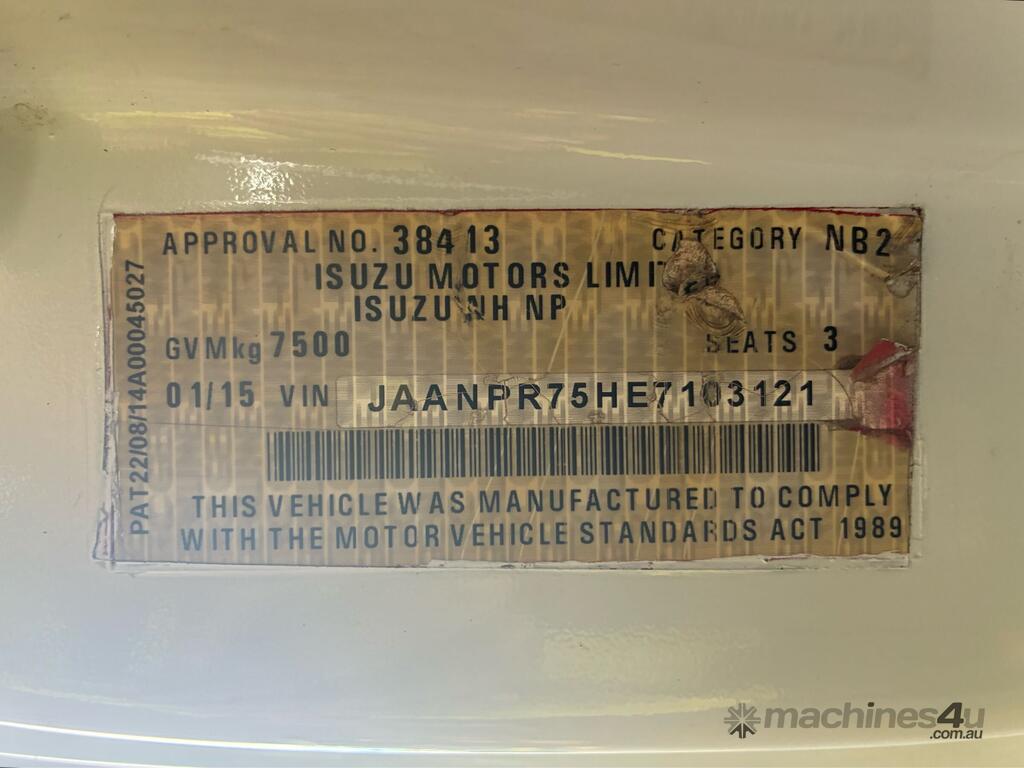 APPROVAL NO. 38413 CATEGORY NB2
ISUZU MOTORS LIMITED
ISUZU NH NP
GVMkg 7500 SEATS 3
01/15 VIN JAANPR75HE7103121
THIS VEHICLE WAS MANUFACTURED TO COMPLY
WITH THE MOTOR VEHICLE STANDARDS ACT 1989
PAT22/08/14A00045027
machines4u
.com.au